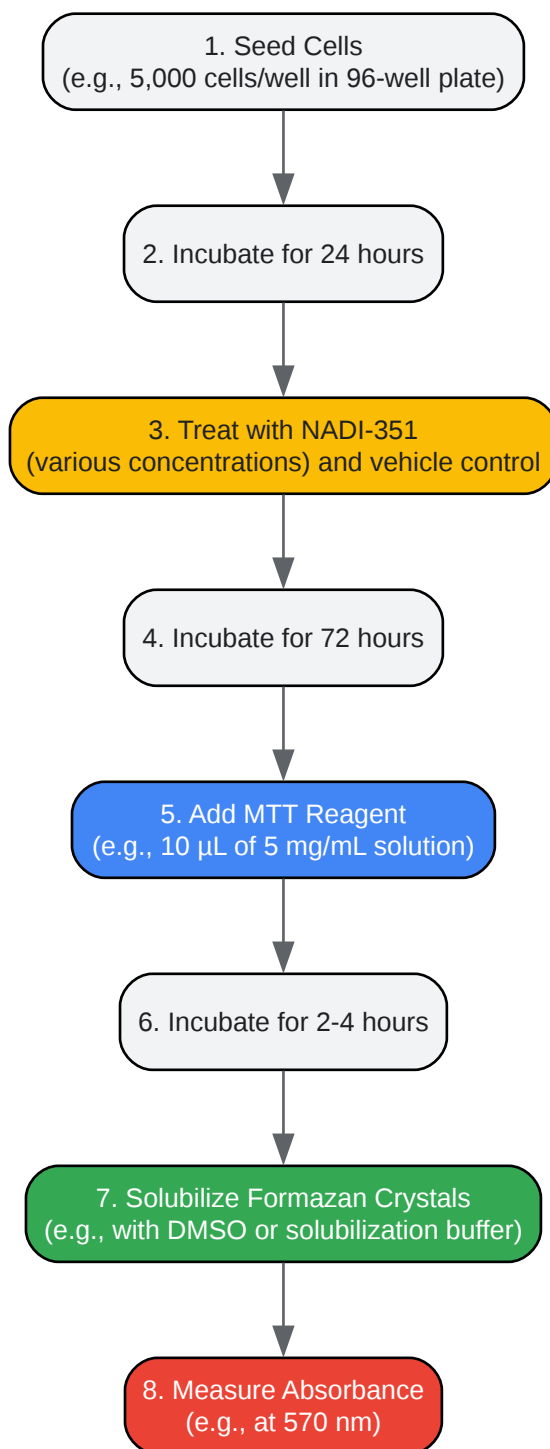 1. Seed Cells
(e.g., 5,000 cells/well in 96-well plate)
2. Incubate for 24 hours
3. Treat with NADI-351
(various concentrations) and vehicle control
4. Incubate for 72 hours
5. Add MTT Reagent
(e.g., 10 µL of 5 mg/mL solution)
6. Incubate for 2-4 hours
7. Solubilize Formazan Crystals
(e.g., with DMSO or solubilization buffer)
8. Measure Absorbance
(e.g., at 570 nm)